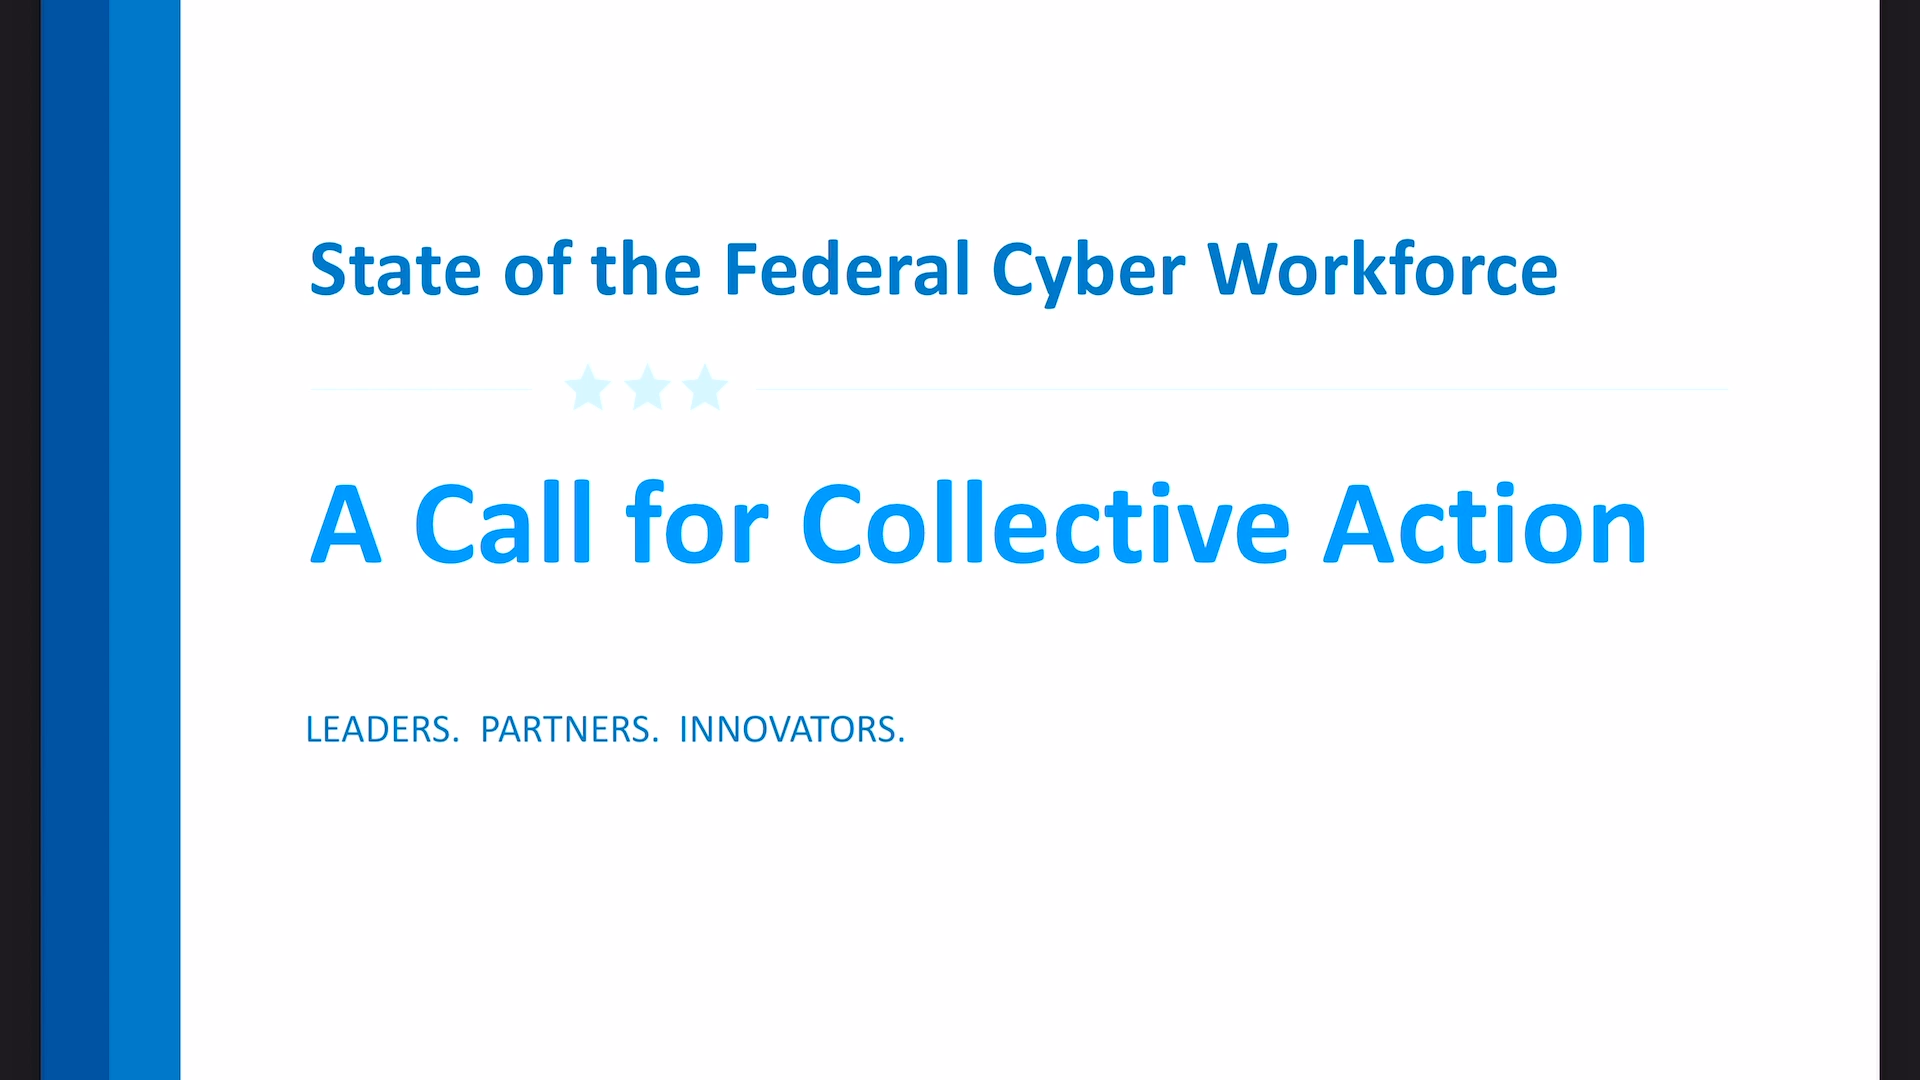 State of the Federal Cyber Workforce
A Call for Collective Action
LEADERS. PARTNERS. INNOVATORS.